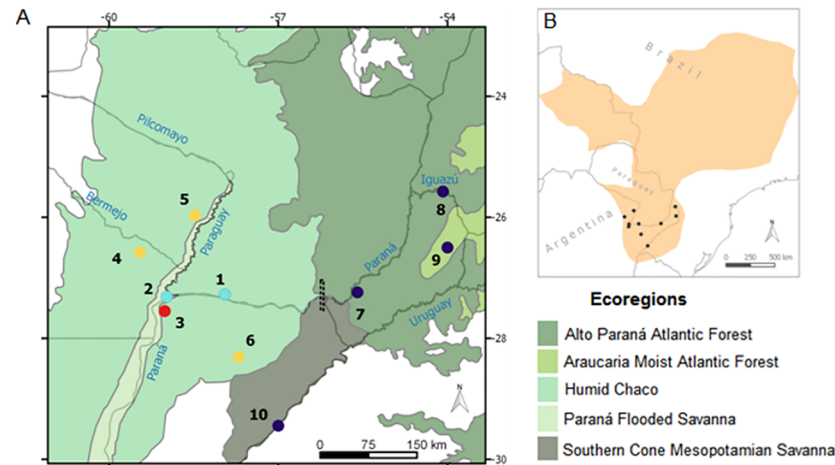 A
-60
-57
-54
-24
-26
-28
-30
Pilcomayo
Bermejo
Paraguay
Iguazú
Paraná
Uruguay
Paraná
5
4
2
1
3
6
7
8
9
10
N
0 75 150 km
B
Brazil
Paraguay
Argentina
N
0 250 500 km
Ecoregions
Alto Paraná Atlantic Forest
Araucaria Moist Atlantic Forest
Humid Chaco
Paraná Flooded Savanna
Southern Cone Mesopotamian Savanna